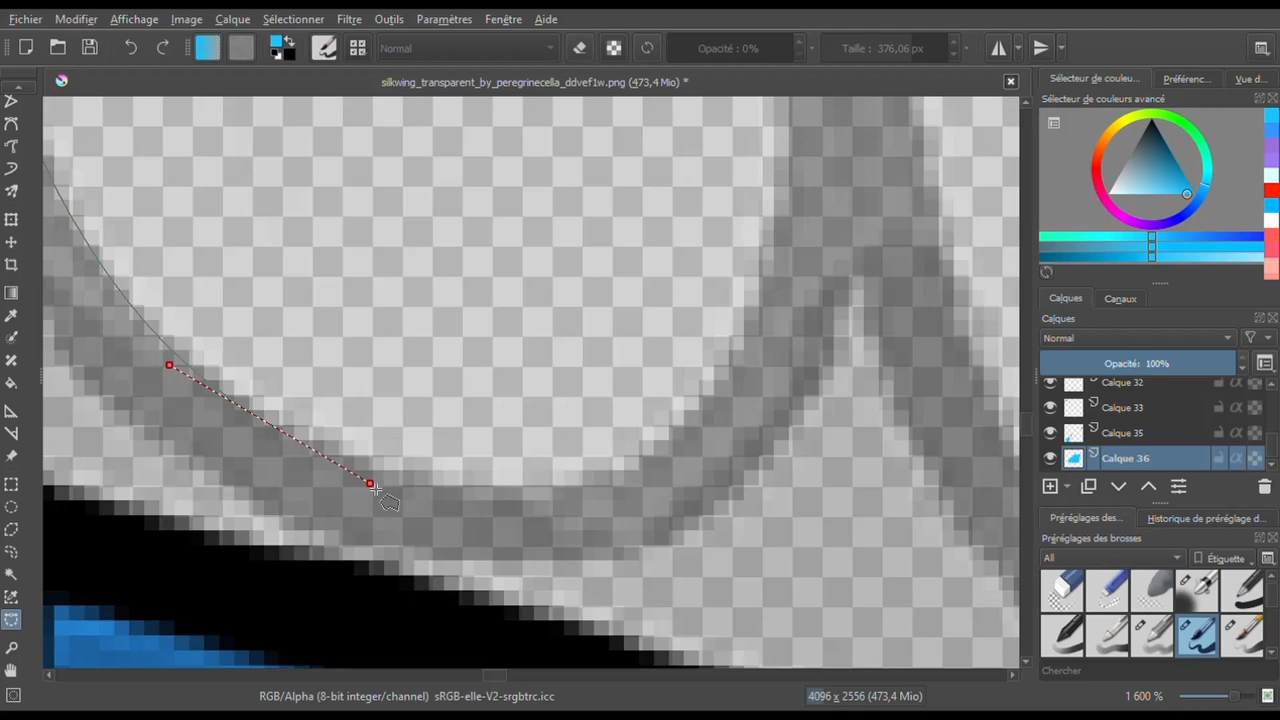 Fichier Modifier Affichage Image Calque Sélectionner Filtre Outils Paramètres Fenêtre Aide
Normal Opacité : 0% Taille : 376,06 px
silkwing_transparent_by_peregrinecella_ddvef1w.png (473,4 Mio) *
Sélecteur de couleu... Préférenc... Vue d...
Sélecteur de couleurs avancé
Calques Canaux
Calques
Normal
Opacité: 100%
Calque 32
Calque 33
Calque 35
Calque 36
Préréglages des... Historique de préréglage d...
Préréglages des brosses
All Étiquette
Chercher
RGB/Alpha (8-bit integer/channel) sRGB-elle-V2-srgbtrc.icc 4096 x 2556 (473,4 Mio) 1 600 %